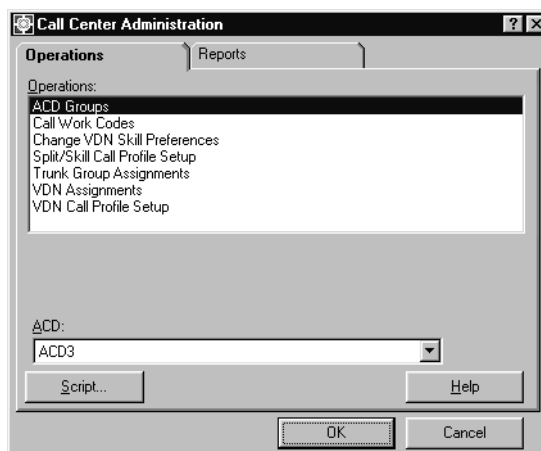 Call Center Administration
Operations
Reports
Operations:
ACD Groups
Call Work Codes
Change VDN Skill Preferences
Split/Skill Call Profile Setup
Trunk Group Assignments
VDN Assignments
VDN Call Profile Setup
ACD:
ACD3
Script...
Help
OK
Cancel